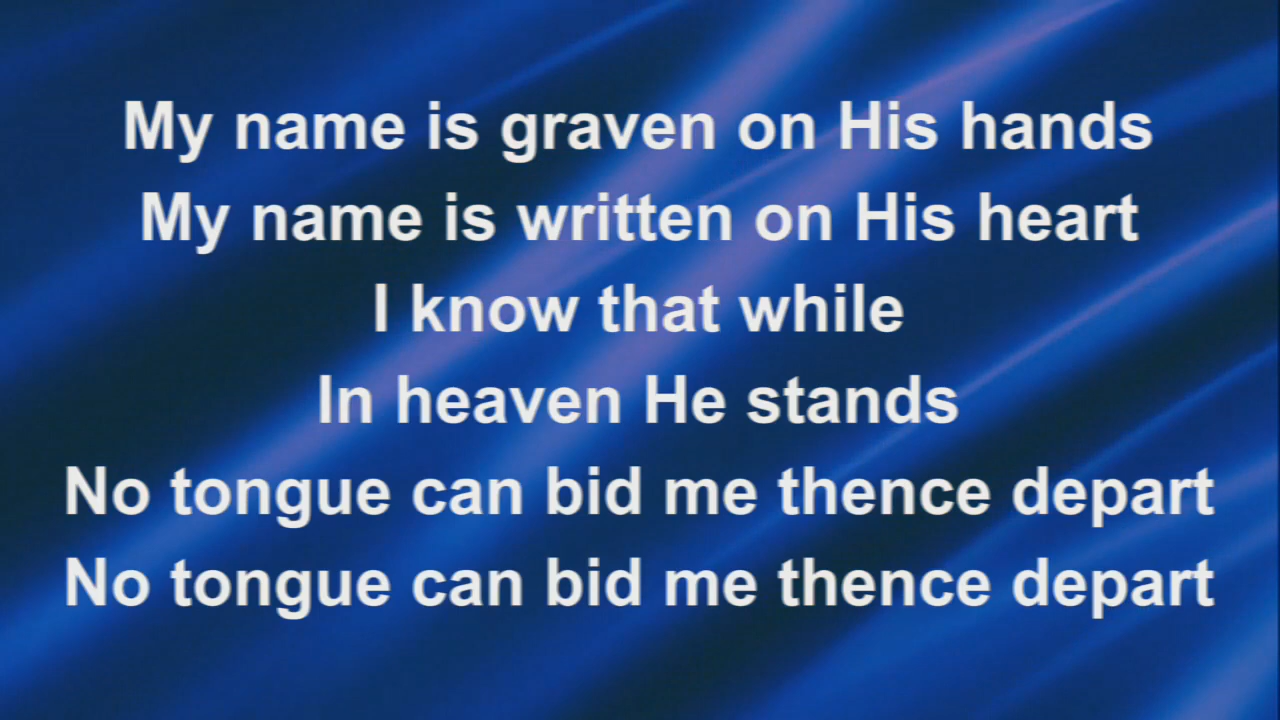 My name is graven on His hands
My name is written on His heart
I know that while
In heaven He stands
No tongue can bid me thence depart
No tongue can bid me thence depart